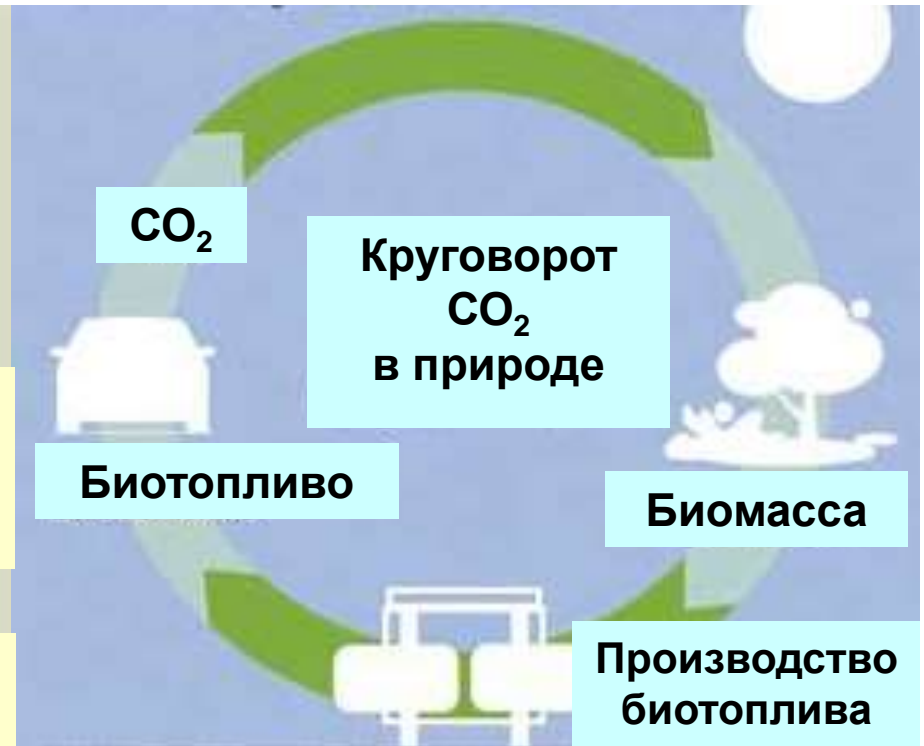 CO₂
Круговорот
CO₂
в природе
Биотопливо
Биомасса
Производство
биотоплива